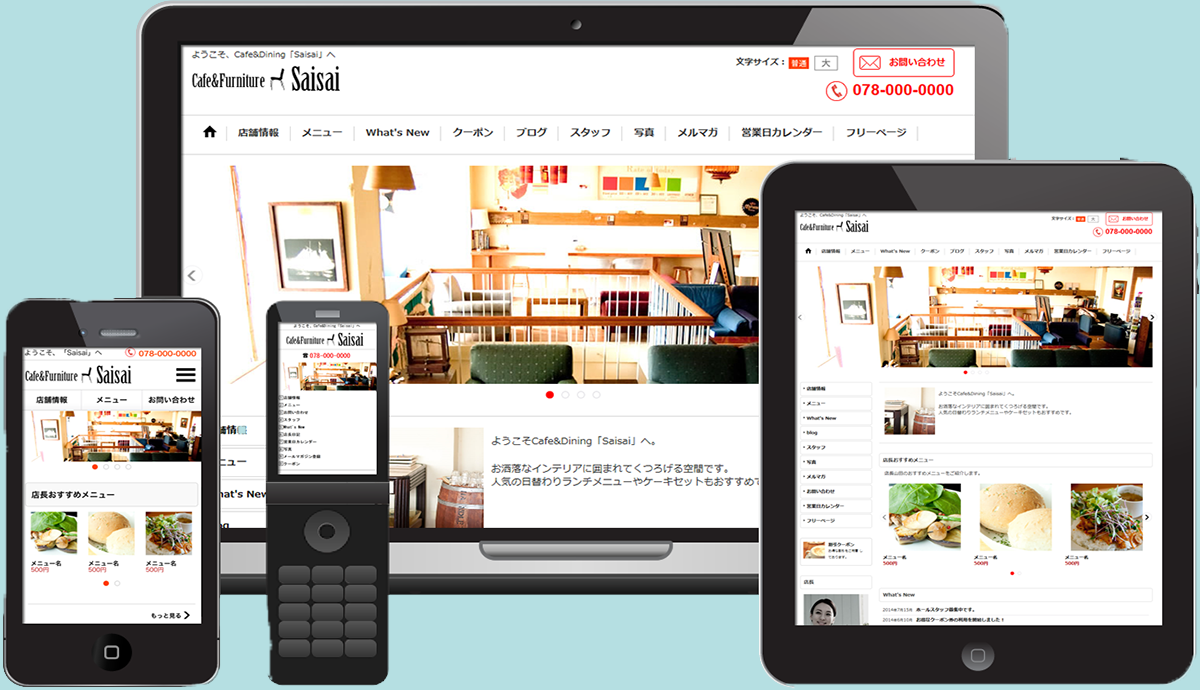 ようこそ、Cafe&Dining「Saisai」へ
Cafe&Furniture Saisai
文字サイズ： 普通 大
お問い合わせ
078-000-0000
店舗情報 メニュー What's New クーポン ブログ スタッフ 写真 メルマガ 営業日カレンダー フリーページ
ようこそCafe&Dining「Saisai」へ。
お洒落なインテリアに囲まれてくつろげる空間です。
人気の日替わりランチメニューやケーキセットもおすすめで
ようこそ、「Saisai」へ
078-000-0000
Cafe&Furniture Saisai
店舗情報 メニュー お問い合わせ
店長おすすめメニュー
メニュー名 メニュー名 メニュー名
500円 500円 500円
もっと見る
ようこそ、Cafe&Dining「Saisai」へ
Cafe&Furniture Saisai
078-000-0000
店舗情報
メニュー
お問い合わせ
スタッフ
What's New
店長日記
営業日カレンダー
写真
メールマガジン登録
クーポン
ようこそ、Cafe&Dining「Saisai」へ
Cafe&Furniture Saisai
文字サイズ： 普通 大
お問い合わせ
078-000-0000
店舗情報 メニュー What's New クーポン ブログ スタッフ 写真 メルマガ 営業日カレンダー フリーページ
店舗情報
メニュー
What's New
blog
スタッフ
写真
メルマガ
お問い合わせ
営業日カレンダー
フリーページ
割引クーポン
店長
ようこそCafe&Dining「Saisai」へ。
お洒落なインテリアに囲まれてくつろげる空間です。
人気の日替わりランチメニューやケーキセットもおすすめです。
店長おすすめメニュー
店長山田のおすすめメニューをご紹介します。
メニュー名 メニュー名 メニュー名
500円 500円 500円
What's New
2014年7月15日 ホールスタッフ募集中です。
2014年6月10日 お得なクーポン券の利用を開始しました！